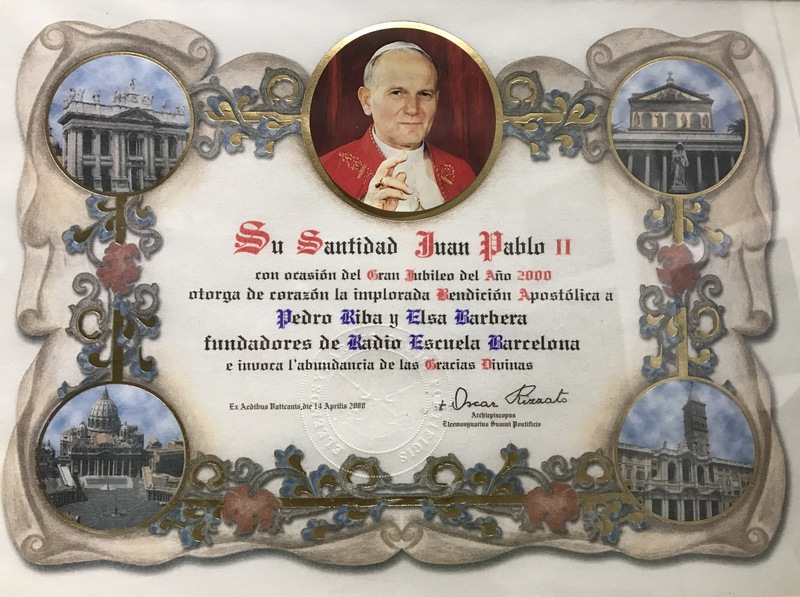 Su Santidad Juan Pablo II
con ocasión del Gran Jubileo del Año 2000
otorga de corazón la implorada Bendición Apostólica a
Pedro Riba y Elsa Barbera
fundadores de Radio Escuela Barcelona
e invoca l'abundancia de las Gracias Divinas
Ex Aedibus Vaticanis, die 14 Aprilis 2000
+ Oscar Rizzato
Archiepiscopus
Eleemosynarius Summi Pontificis